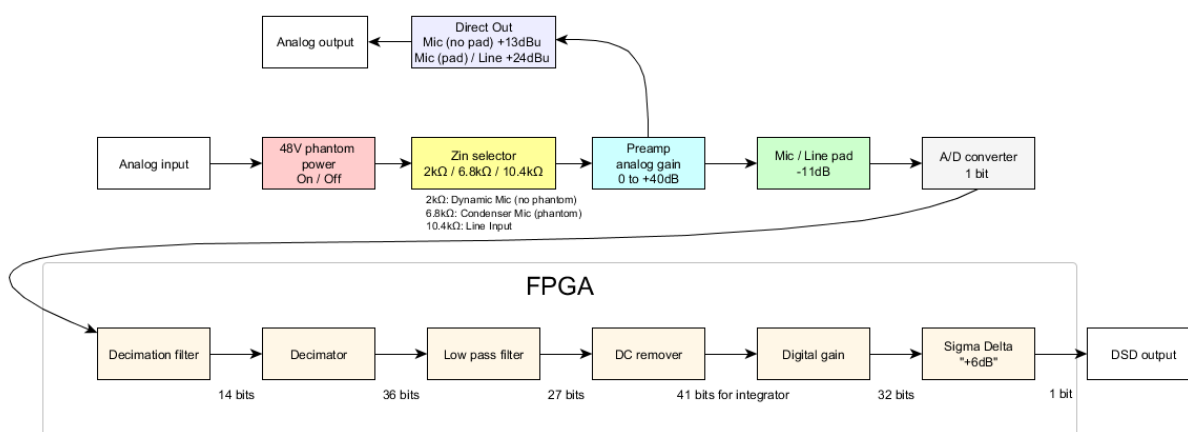 Analog output
Direct Out
Mic (no pad) +13dBu
Mic (pad) / Line +24dBu
Analog input
48V phantom
power
On / Off
Zin selector
2kΩ / 6.8kΩ / 10.4kΩ
Preamp
analog gain
0 to +40dB
Mic / Line pad
-11dB
A/D converter
1 bit
2kΩ: Dynamic Mic (no phantom)
6.8kΩ: Condenser Mic (phantom)
10.4kΩ: Line Input
FPGA
Decimation filter
Decimator
Low pass filter
DC remover
Digital gain
Sigma Delta
"+6dB"
DSD output
14 bits
36 bits
27 bits
41 bits for integrator
32 bits
1 bit